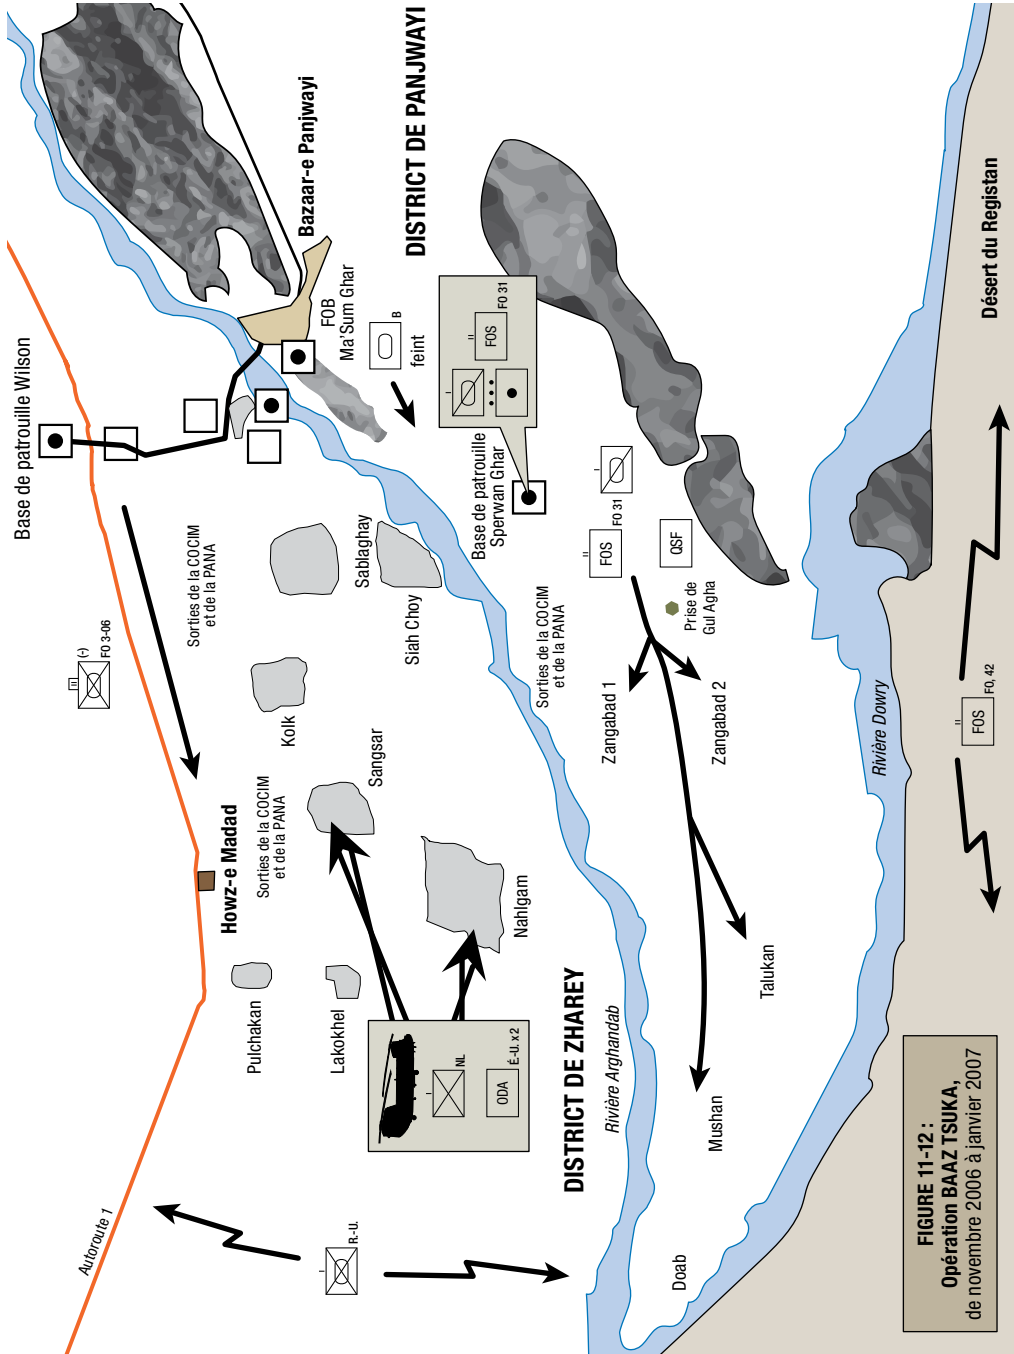 Autoroute 1
Base de patrouille Wilson
II
(-)
FO 3-06
Sorties de la COCIM
et de la PANA
Howz-e Madad
Sorties de la COCIM
et de la PANA
Pulchakan
Lakokhel
Kolk
Sangsar
Nahlgam
Sablaghay
Siah Choy
Bazaar-e Panjwayi
FOB
Ma'Sum Ghar
B
feint
DISTRICT DE PANJWAYI
I
II
FOS
FO 31
Base de patrouille
Sperwan Ghar
I
NL
ODA
É.-U. x 2
I
R.-U.
DISTRICT DE ZHAREY
Rivière Arghandab
Sorties de la COCIM
et de la PANA
I
II
FOS
FO 31
QSF
Prise de
Gul Agha
Zangabad 1
Zangabad 2
Talukan
Mushan
Doab
Rivière Dowry
II
FOS
FO, 42
Désert du Registan
FIGURE 11-12 :
Opération BAAZ TSUKA,
de novembre 2006 à janvier 2007